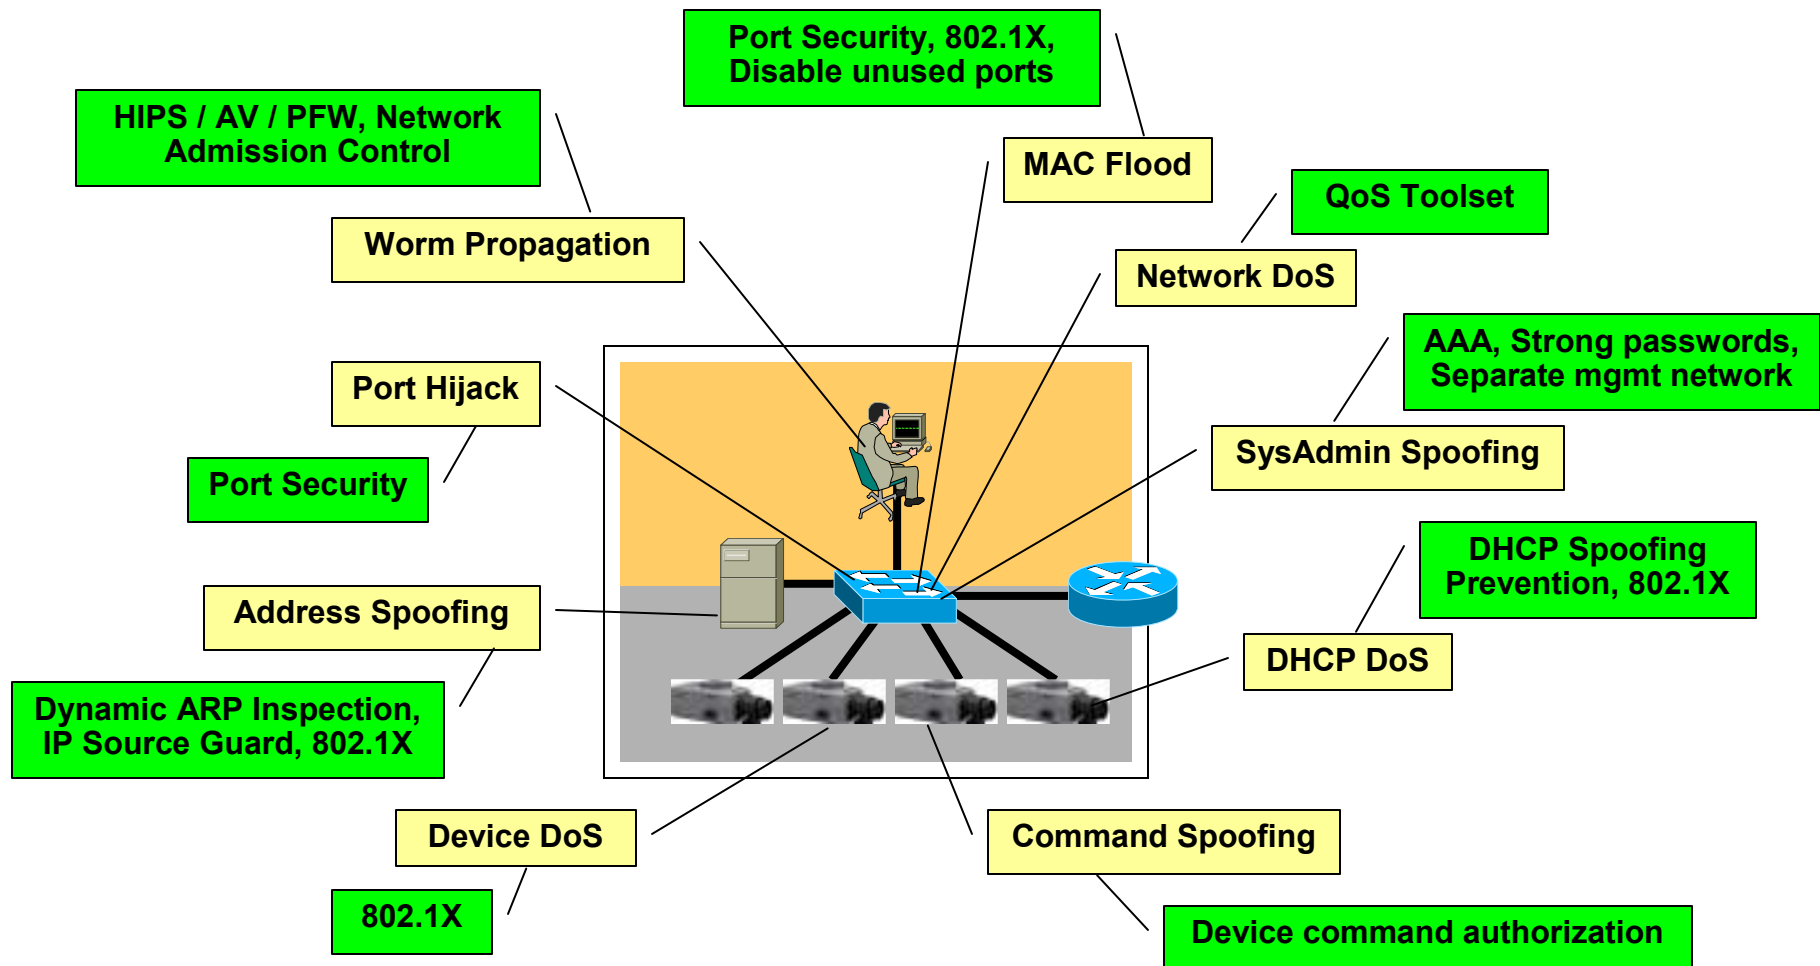 Port Security, 802.1X,
Disable unused ports
HIPS / AV / PFW, Network
Admission Control
MAC Flood
QoS Toolset
Worm Propagation
Network DoS
AAA, Strong passwords,
Separate mgmt network
Port Hijack
SysAdmin Spoofing
Port Security
DHCP Spoofing
Prevention, 802.1X
Address Spoofing
DHCP DoS
Dynamic ARP Inspection,
IP Source Guard, 802.1X
Device DoS
Command Spoofing
802.1X
Device command authorization